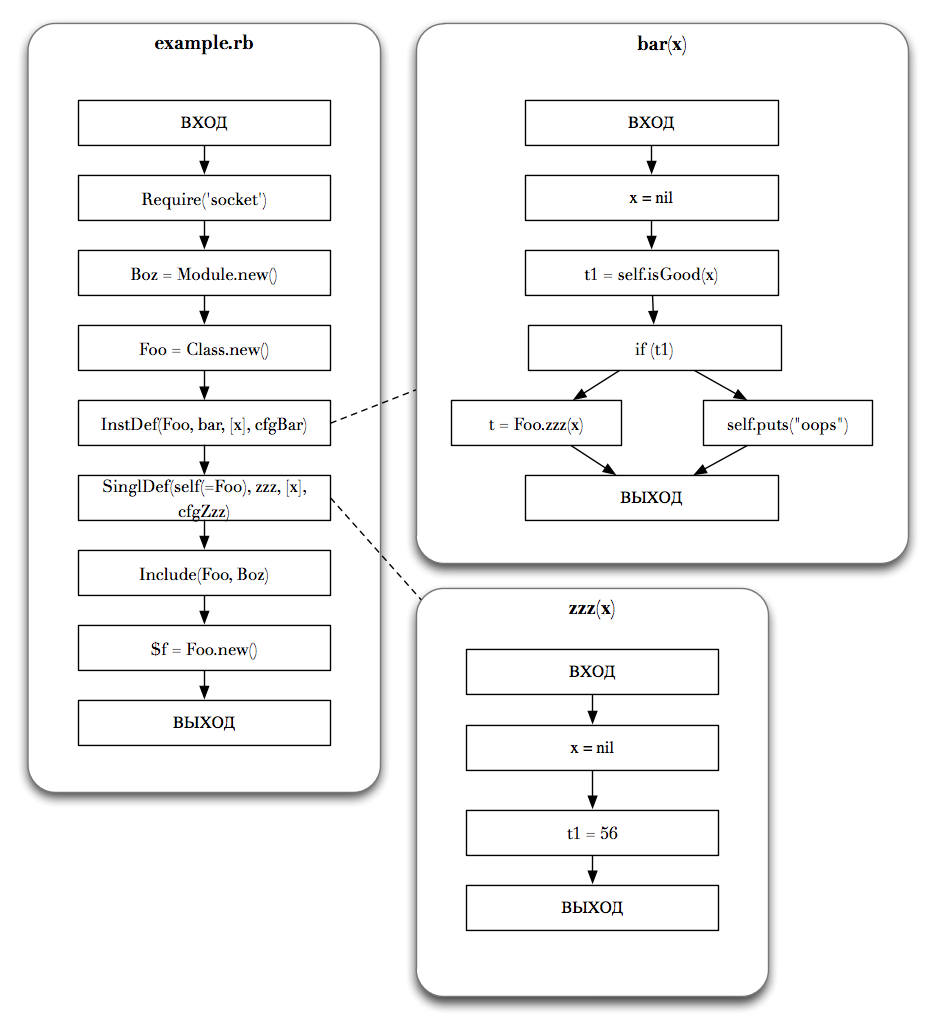 example.rb
ВХОД
Require('socket')
Boz = Module.new()
Foo = Class.new()
InstDef(Foo, bar, [x], cfgBar)
SinglDef(self(=Foo), zzz, [x],
cfgZzz)
Include(Foo, Boz)
$f = Foo.new()
ВЫХОД
bar(x)
ВХОД
x = nil
t1 = self.isGood(x)
if (t1)
t = Foo.zzz(x)
self.puts("oops")
ВЫХОД
zzz(x)
ВХОД
x = nil
t1 = 56
ВЫХОД